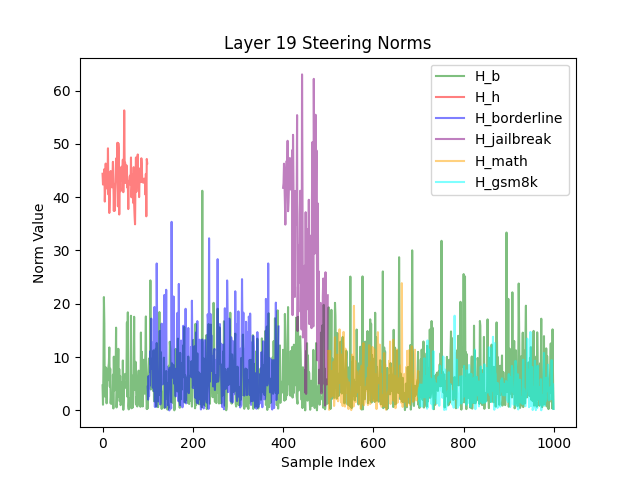 Layer 19 Steering Norms
Norm Value
60
50
40
30
20
10
0
H_b
H_h
H_borderline
H_jailbreak
H_math
H_gsm8k
0
200
400
600
800
1000
Sample Index